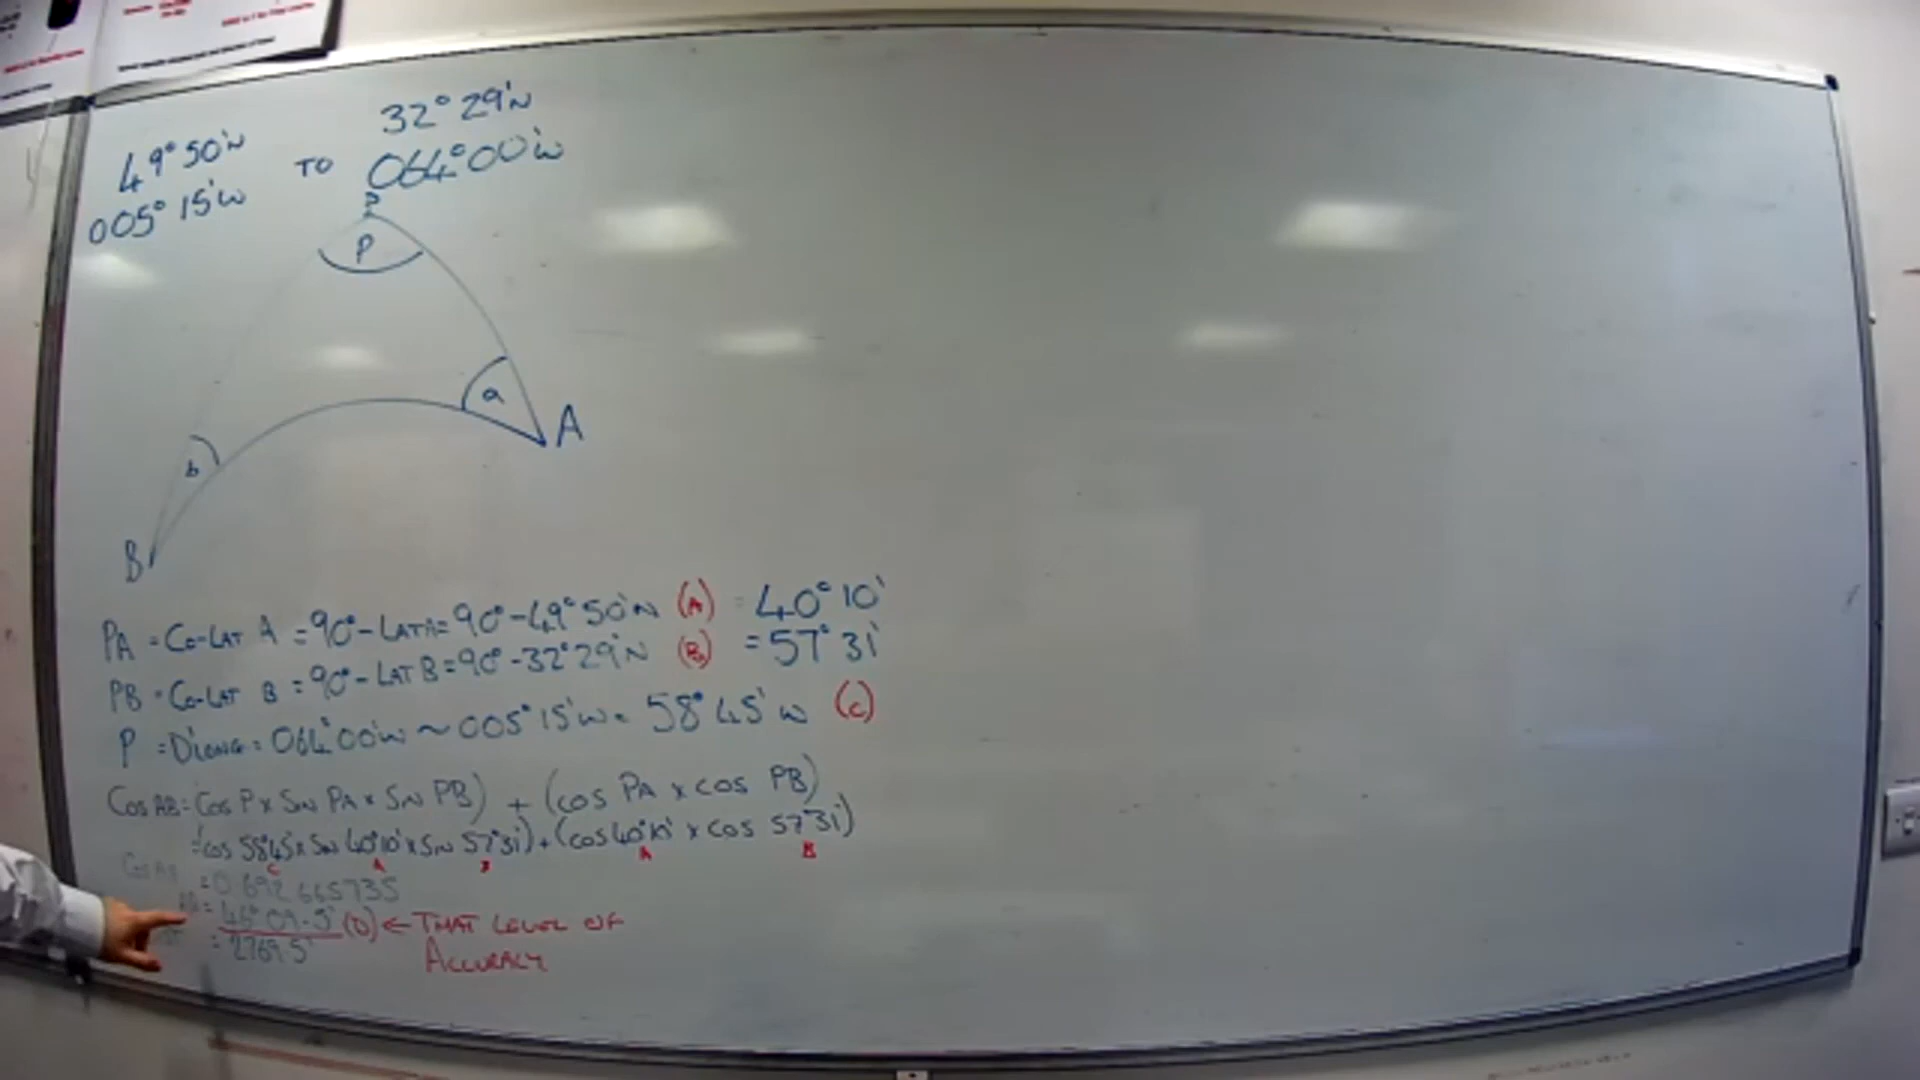 49°50'N
005°15'W
TO
32°29'N
064°00'W
P
P
a
A
b
B
PA = CO-LAT A = 90° - LAT A = 90° - 49°50'N (A) = 40°10'
PB = CO-LAT B = 90° - LAT B = 90° - 32°29'N (B) = 57°31'
P = D'LONG = 064°00'W ~ 005°15'W = 58°45'W (C)
COS AB = COS P x SIN PA x SIN PB) + (COS PA x COS PB)
= (COS 58°45' x SIN 40°10' x SIN 57°31') + (COS 40°10' x COS 57°31')
C A B A B
COS AB = 0.692665735
AB = 46°09.5' (D) ← THAT LEVEL OF
ACCURACY
= 2769.5'